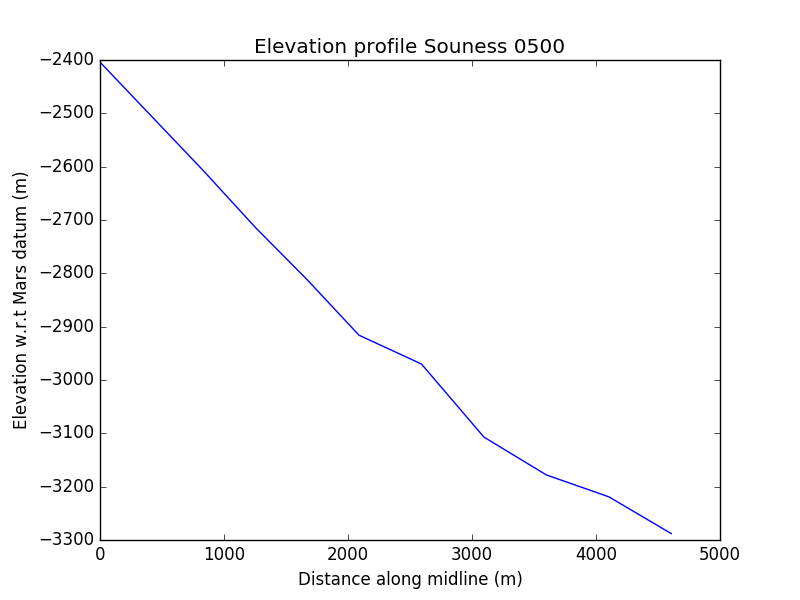 Elevation profile Souness 0500
−2400
−2500
−2600
−2700
−2800
−2900
−3000
−3100
−3200
−3300
Elevation w.r.t Mars datum (m)
0 1000 2000 3000 4000 5000
Distance along midline (m)